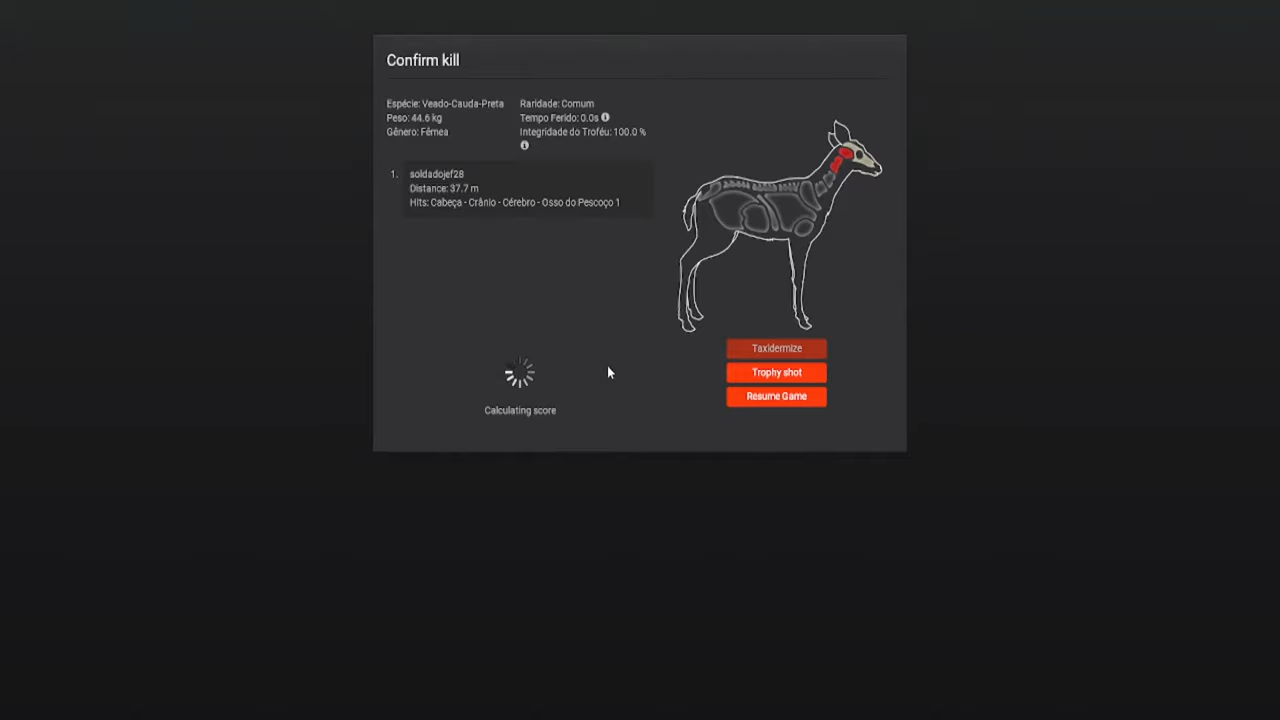 Confirm kill
Espécie: Veado-Cauda-Preta
Peso: 44.6 kg
Gênero: Fêmea
Raridade: Comum
Tempo Ferido: 0.0s
Integridade do Troféu: 100.0 %
1. soldadojef28
Distance: 37.7 m
Hits: Cabeça - Crânio - Cérebro - Osso do Pescoço 1
Calculating score
Taxidermize
Trophy shot
Resume Game